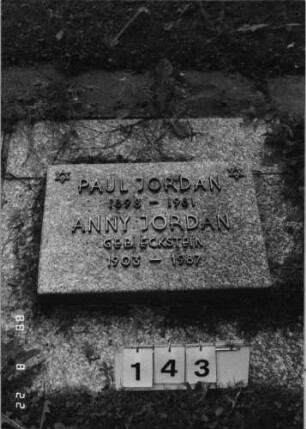 PAUL JORDAN
1898 — 1981
ANNY JORDAN
GEB. ECKSTEIN
1903 — 1987
143
22 8 88